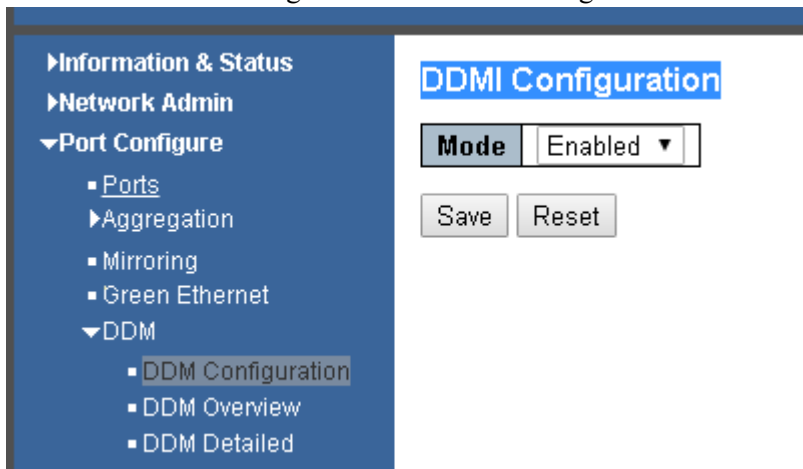 Information & Status
Network Admin
Port Configure
Ports
Aggregation
Mirroring
Green Ethernet
DDM
DDM Configuration
DDM Overview
DDM Detailed
DDMI Configuration
Mode Enabled
Save Reset